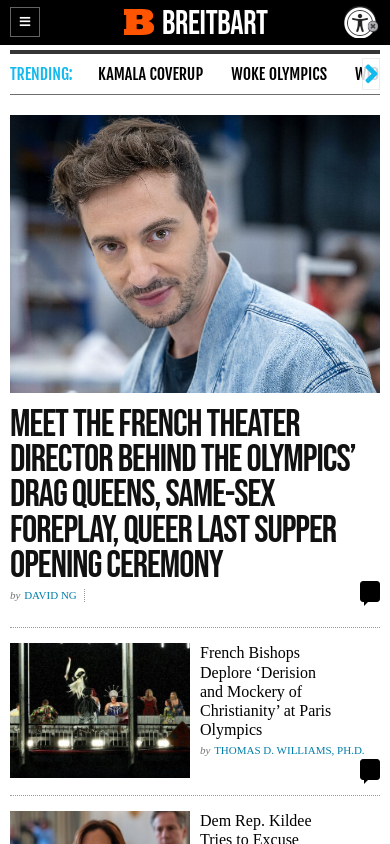 BREITBART
TRENDING: KAMALA COVERUP WOKE OLYMPICS
MEET THE FRENCH THEATER
DIRECTOR BEHIND THE OLYMPICS’
DRAG QUEENS, SAME-SEX
FOREPLAY, QUEER LAST SUPPER
OPENING CEREMONY
by DAVID NG
French Bishops
Deplore ‘Derision
and Mockery of
Christianity’ at Paris
Olympics
by THOMAS D. WILLIAMS, PH.D.
Dem Rep. Kildee
Tries to Excuse